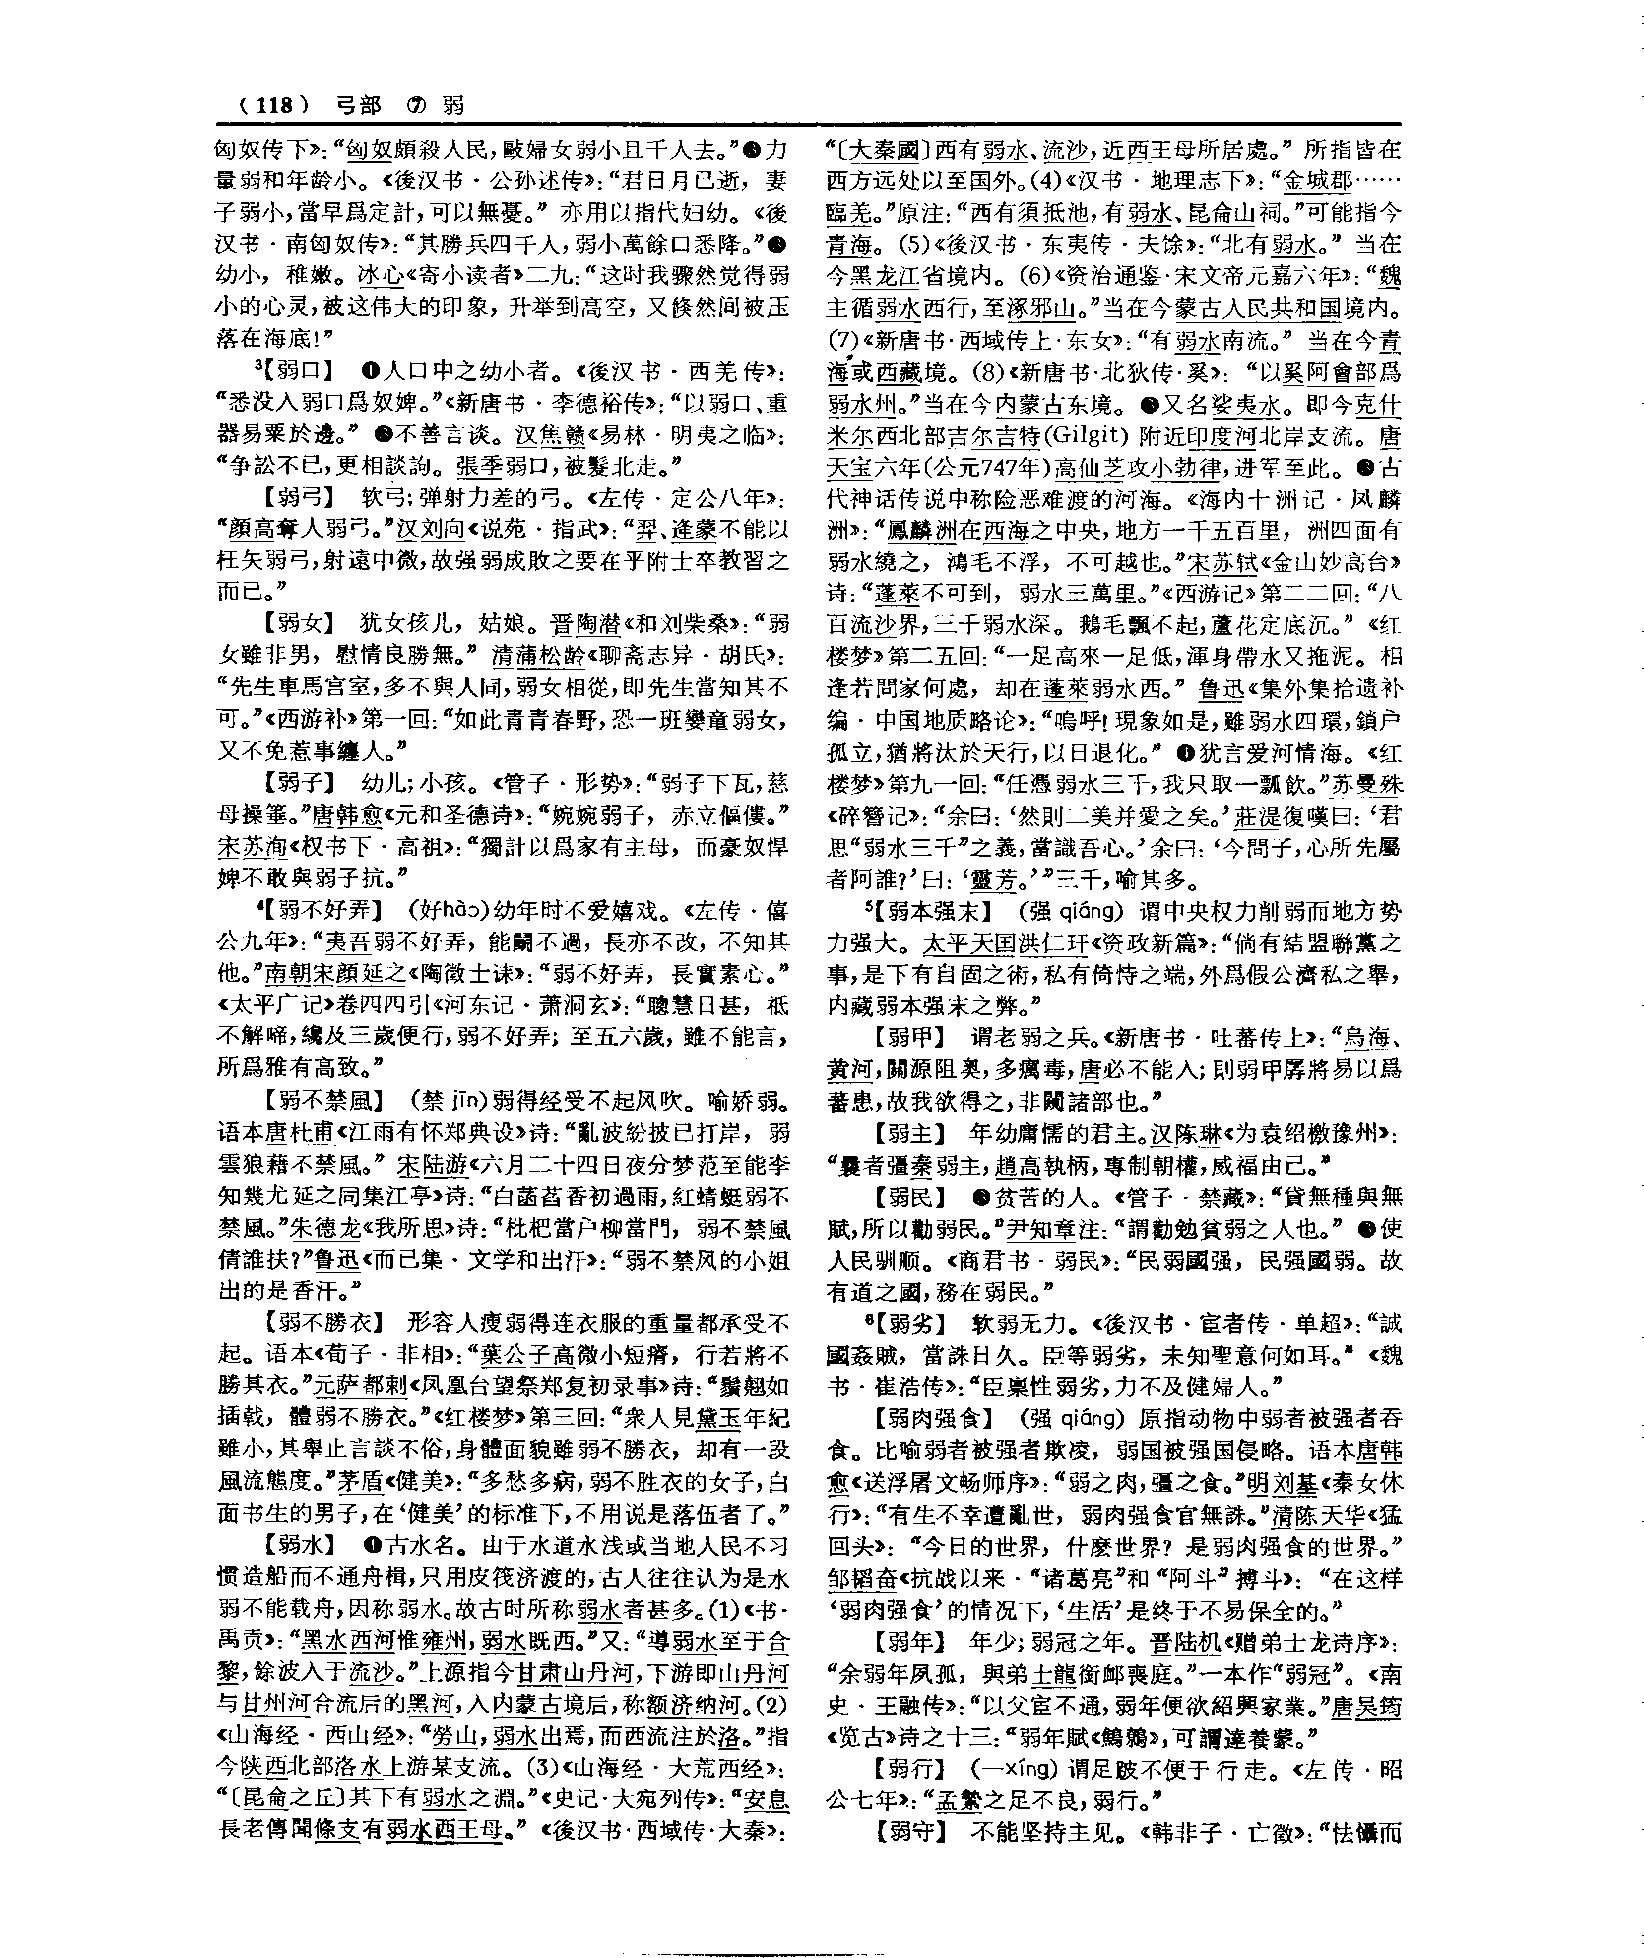 （118） 弓部 ⑦ 弱
匈奴传下》：“匈奴頗殺人民，毆婦女弱小且千人去。”❷力
量弱和年龄小。《後汉书·公孙述传》：“君日月已逝，妻
子弱小，當早爲定計，可以無憂。”亦用以指代妇幼。《後
汉书·南匈奴传》：“其勝兵四千人，弱小萬餘口悉降。”❸
幼小，稚嫩。冰心《寄小读者》二九：“这时我骤然觉得弱
小的心灵，被这伟大的印象，升举到高空，又倏然间被坠
落在海底！”
³【弱口】 ❶人口中之幼小者。《後汉书·西羌传》：
“悉没入弱口爲奴婢。”《新唐书·李德裕传》：“以弱口、重
器易粟於邊。”❷不善言谈。汉焦赣《易林·明夷之临》：
“争訟不已，更相談詢。張季弱口，被髮北走。”
【弱弓】 软弓；弹射力差的弓。《左传·定公八年》：
“顔高奪人弱弓。”汉刘向《说苑·指武》：“羿、逄蒙不能以
枉矢弱弓，射遠中微，故强弱成敗之要在乎附士卒教習之
而已。”
【弱女】 犹女孩儿，姑娘。晋陶潜《和刘柴桑》：“弱
女雖非男，慰情良勝無。”清蒲松龄《聊斋志异·胡氏》：
“先生車馬宫室，多不與人同，弱女相從，即先生當知其不
可。”《西游补》第一回：“如此青青春野，恐一班孌童弱女，
又不免惹事纏人。”
【弱子】 幼儿；小孩。《管子·形势》：“弱子下瓦，慈
母操箠。”唐韩愈《元和圣德诗》：“婉婉弱子，赤立傴僂。”
宋苏洵《权书下·高祖》：“獨計以爲家有主母，而豪奴悍
婢不敢與弱子抗。”
⁴【弱不好弄】 （好hào）幼年时不爱嬉戏。《左传·僖
公九年》：“夷吾弱不好弄，能鬭不過，長亦不改，不知其
他。”南朝宋顔延之《陶徵士诔》：“弱不好弄，長實素心。”
《太平广记》卷四四引《河东记·萧洞玄》：“聰慧日甚，祗
不解啼，纔及三歲便行，弱不好弄；至五六歲，雖不能言，
所爲雅有高致。”
【弱不禁風】 （禁 jīn）弱得经受不起风吹。喻娇弱。
语本唐杜甫《江雨有怀郑典设》诗：“亂波紛披已打岸，弱
雲狼藉不禁風。”宋陆游《六月二十四日夜分梦范至能李
知幾尤延之同集江亭》诗：“白菡萏香初過雨，紅蜻蜓弱不
禁風。”朱德龙《我所思》诗：“枇杷當户柳當門，弱不禁風
倩誰扶？”鲁迅《而已集·文学和出汗》：“弱不禁风的小姐
出的是香汗。”
【弱不勝衣】 形容人瘦弱得连衣服的重量都承受不
起。语本《荀子·非相》：“葉公子高微小短瘠，行若將不
勝其衣。”元萨都剌《凤凰台望祭郑复初录事》诗：“鬚翹如
插戟，體弱不勝衣。”《红楼梦》第三回：“衆人見黛玉年紀
雖小，其舉止言談不俗，身體面貌雖弱不勝衣，却有一段
風流態度。”茅盾《健美》：“多愁多病，弱不胜衣的女子，白
面书生的男子，在‘健美’的标准下，不用说是落伍者了。”
【弱水】 ❶古水名。由于水道水浅或当地人民不习
惯造船而不通舟楫，只用皮筏济渡的，古人往往认为是水
弱不能载舟，因称弱水。故古时所称弱水者甚多。(1)《书·
禹贡》：“黑水西河惟雍州，弱水既西。”又：“導弱水至于合
黎，餘波入于流沙。”上源指今甘肃山丹河，下游即山丹河
与甘州河合流后的黑河，入内蒙古境后，称额济纳河。(2)
《山海经·西山经》：“勞山，弱水出焉，而西流注於洛。”指
今陕西北部洛水上游某支流。(3)《山海经·大荒西经》：
“〔昆侖之丘〕其下有弱水之淵。”《史记·大宛列传》：“安息
長老傳聞條支有弱水西王母。”《後汉书·西域传·大秦》：
“〔大秦國〕西有弱水、流沙，近西王母所居處。”所指皆在
西方远处以至国外。(4)《汉书·地理志下》：“金城郡……
臨羌。”原注：“西有須抵池，有弱水、昆侖山祠。”可能指今
青海。(5)《後汉书·东夷传·夫馀》：“北有弱水。”当在
今黑龙江省境内。(6)《资治通鉴·宋文帝元嘉六年》：“魏
主循弱水西行，至涿邪山。”当在今蒙古人民共和国境内。
(7)《新唐书·西域传上·东女》：“有弱水南流。”当在今青
海或西藏境。(8)《新唐书·北狄传·奚》：“以奚阿會部爲
弱水州。”当在今内蒙古东境。❷又名娑夷水。即今克什
米尔西北部吉尔吉特(Gilgit) 附近印度河北岸支流。唐
天宝六年(公元747年)高仙芝攻小勃律，进军至此。❸古
代神话传说中称险恶难渡的河海。《海内十洲记·凤麟
洲》：“鳳麟洲在西海之中央，地方一千五百里，洲四面有
弱水繞之，鴻毛不浮，不可越也。”宋苏轼《金山妙高台》
诗：“蓬萊不可到，弱水三萬里。”《西游记》第二二回：“八
百流沙界，三千弱水深。鵝毛飄不起，蘆花定底沉。”《红
楼梦》第二五回：“一足高來一足低，渾身帶水又拖泥。相
逢若問家何處，却在蓬萊弱水西。”鲁迅《集外集拾遗补
编·中国地质略论》：“嗚呼！現象如是，雖弱水四環，鎖户
孤立，猶將汰於天行，以日退化。”❹犹言爱河情海。《红
楼梦》第九一回：“任憑弱水三千，我只取一瓢飲。”苏曼殊
《碎簪记》：“余曰：‘然則二美并愛之矣。’莊湜復嘆曰：‘君
思“弱水三千”之義，當識吾心。’余曰：‘今問子，心所先屬
者阿誰？’曰：‘靈芳。’”三千，喻其多。
⁵【弱本强末】 （强 qiáng）谓中央权力削弱而地方势
力强大。太平天囯洪仁玕《资政新篇》：“倘有結盟聯黨之
事，是下有自固之術，私有倚恃之端，外爲假公濟私之舉，
内藏弱本强末之弊。”
【弱甲】 谓老弱之兵。《新唐书·吐蕃传上》：“烏海、
黄河，關源阻奥，多癘毒，唐必不能入；則弱甲孱將易以爲
蕃患，故我欲得之，非闚諸部也。”
【弱主】 年幼庸懦的君主。汉陈琳《为袁绍檄豫州》：
“曩者彊秦弱主，趙高執柄，專制朝權，威福由己。”
【弱民】 ❶贫苦的人。《管子·禁藏》：“貸無種與無
賦，所以勸弱民。”尹知章注：“謂勸勉貧弱之人也。”❷使
人民驯顺。《商君书·弱民》：“民弱國强，民强國弱。故
有道之國，務在弱民。”
⁶【弱劣】 软弱无力。《後汉书·宦者传·单超》：“誠
國姦賊，當誅日久。臣等弱劣，未知聖意何如耳。”《魏
书·崔浩传》：“臣稟性弱劣，力不及健婦人。”
【弱肉强食】 （强 qiáng）原指动物中弱者被强者吞
食。比喻弱者被强者欺凌，弱国被强国侵略。语本唐韩
愈《送浮屠文畅师序》：“弱之肉，彊之食。”明刘基《秦女休
行》：“有生不幸遭亂世，弱肉强食官無誅。”清陈天华《猛
回头》：“今日的世界，什麽世界？是弱肉强食的世界。”
邹韬奋《抗战以来·“诸葛亮”和“阿斗”搏斗》：“在这样
‘弱肉强食’的情况下，‘生活’是终于不易保全的。”
【弱年】 年少；弱冠之年。晋陆机《赠弟士龙诗序》：
“余弱年夙孤，與弟士龍銜卹喪庭。”一本作“弱冠”。《南
史·王融传》：“以父宦不通，弱年便欲紹興家業。”唐吴筠
《览古》诗之十三：“弱年賦《鷦鷯》，可謂達養蒙。”
【弱行】 （一xíng）谓足跛不便于行走。《左传·昭
公七年》：“孟縶之足不良，弱行。”
【弱守】 不能坚持主见。《韩非子·亡徵》：“怯懾而